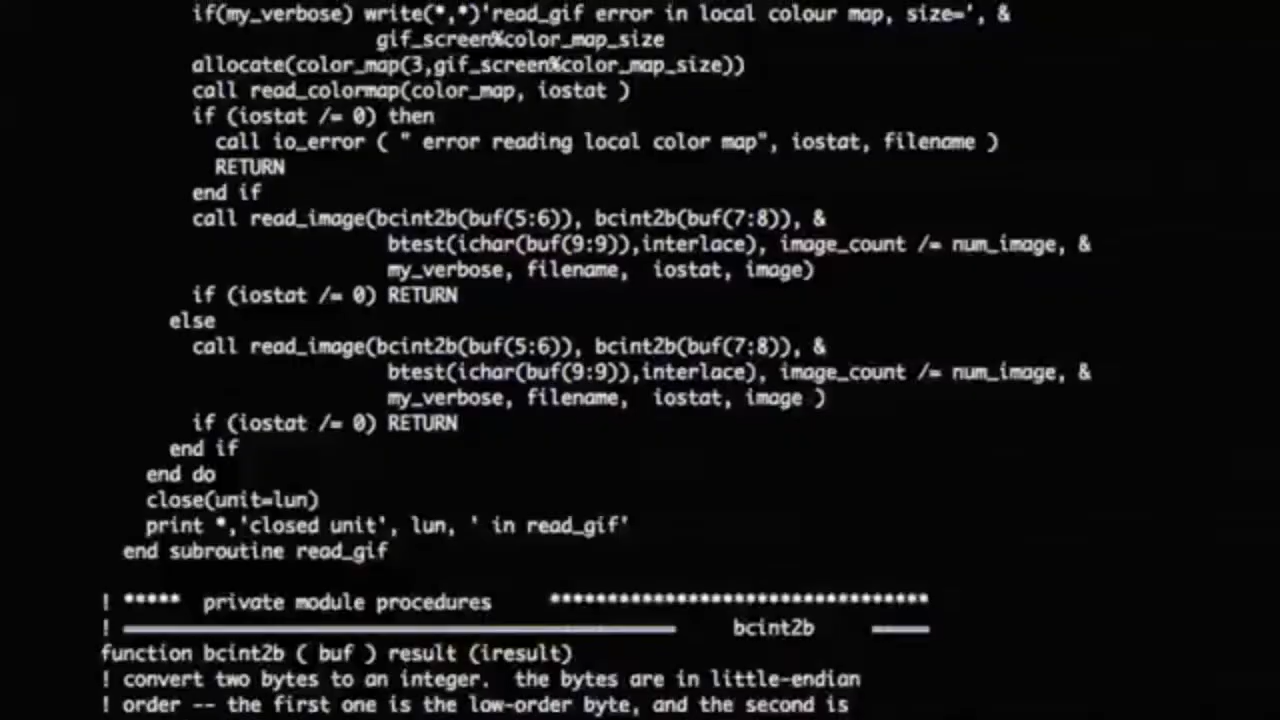 if(my_verbose) write(*,*)'read_gif error in local colour map, size=', &
gif_screen%color_map_size
allocate(color_map(3,gif_screen%color_map_size))
call read_colormap(color_map, iostat )
if (iostat /= 0) then
call io_error ( " error reading local color map", iostat, filename )
RETURN
end if
call read_image(bcint2b(buf(5:6)), bcint2b(buf(7:8)), &
btest(ichar(buf(9:9)),interlace), image_count /= num_image, &
my_verbose, filename,  iostat, image)
if (iostat /= 0) RETURN
else
call read_image(bcint2b(buf(5:6)), bcint2b(buf(7:8)), &
btest(ichar(buf(9:9)),interlace), image_count /= num_image, &
my_verbose, filename,  iostat, image )
if (iostat /= 0) RETURN
end if
end do
close(unit=lun)
print *,'closed unit', lun, ' in read_gif'
end subroutine read_gif
! *****  private module procedures     *********************************
! ================================================     bcint2b     =====
function bcint2b ( buf ) result (iresult)
! convert two bytes to an integer.  the bytes are in little-endian
! order -- the first one is the low-order byte, and the second is